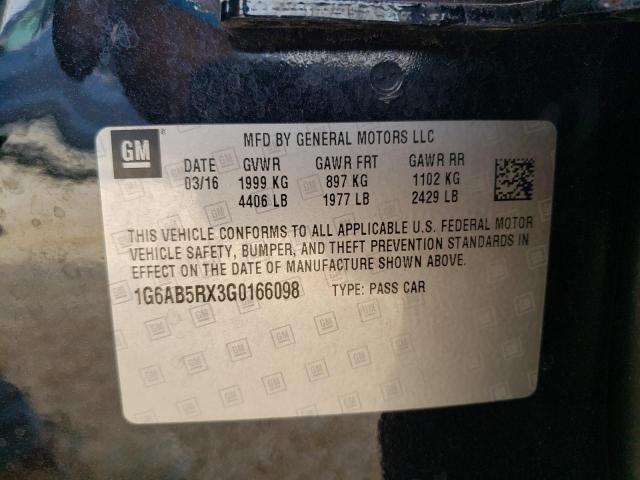 GM
MFD BY GENERAL MOTORS LLC
DATE GVWR GAWR FRT GAWR RR
03/16 1999 KG 897 KG 1102 KG
4406 LB 1977 LB 2429 LB
THIS VEHICLE CONFORMS TO ALL APPLICABLE U.S. FEDERAL MOTOR
VEHICLE SAFETY, BUMPER, AND THEFT PREVENTION STANDARDS IN
EFFECT ON THE DATE OF MANUFACTURE SHOWN ABOVE.
1G6AB5RX3G0166098 TYPE: PASS CAR